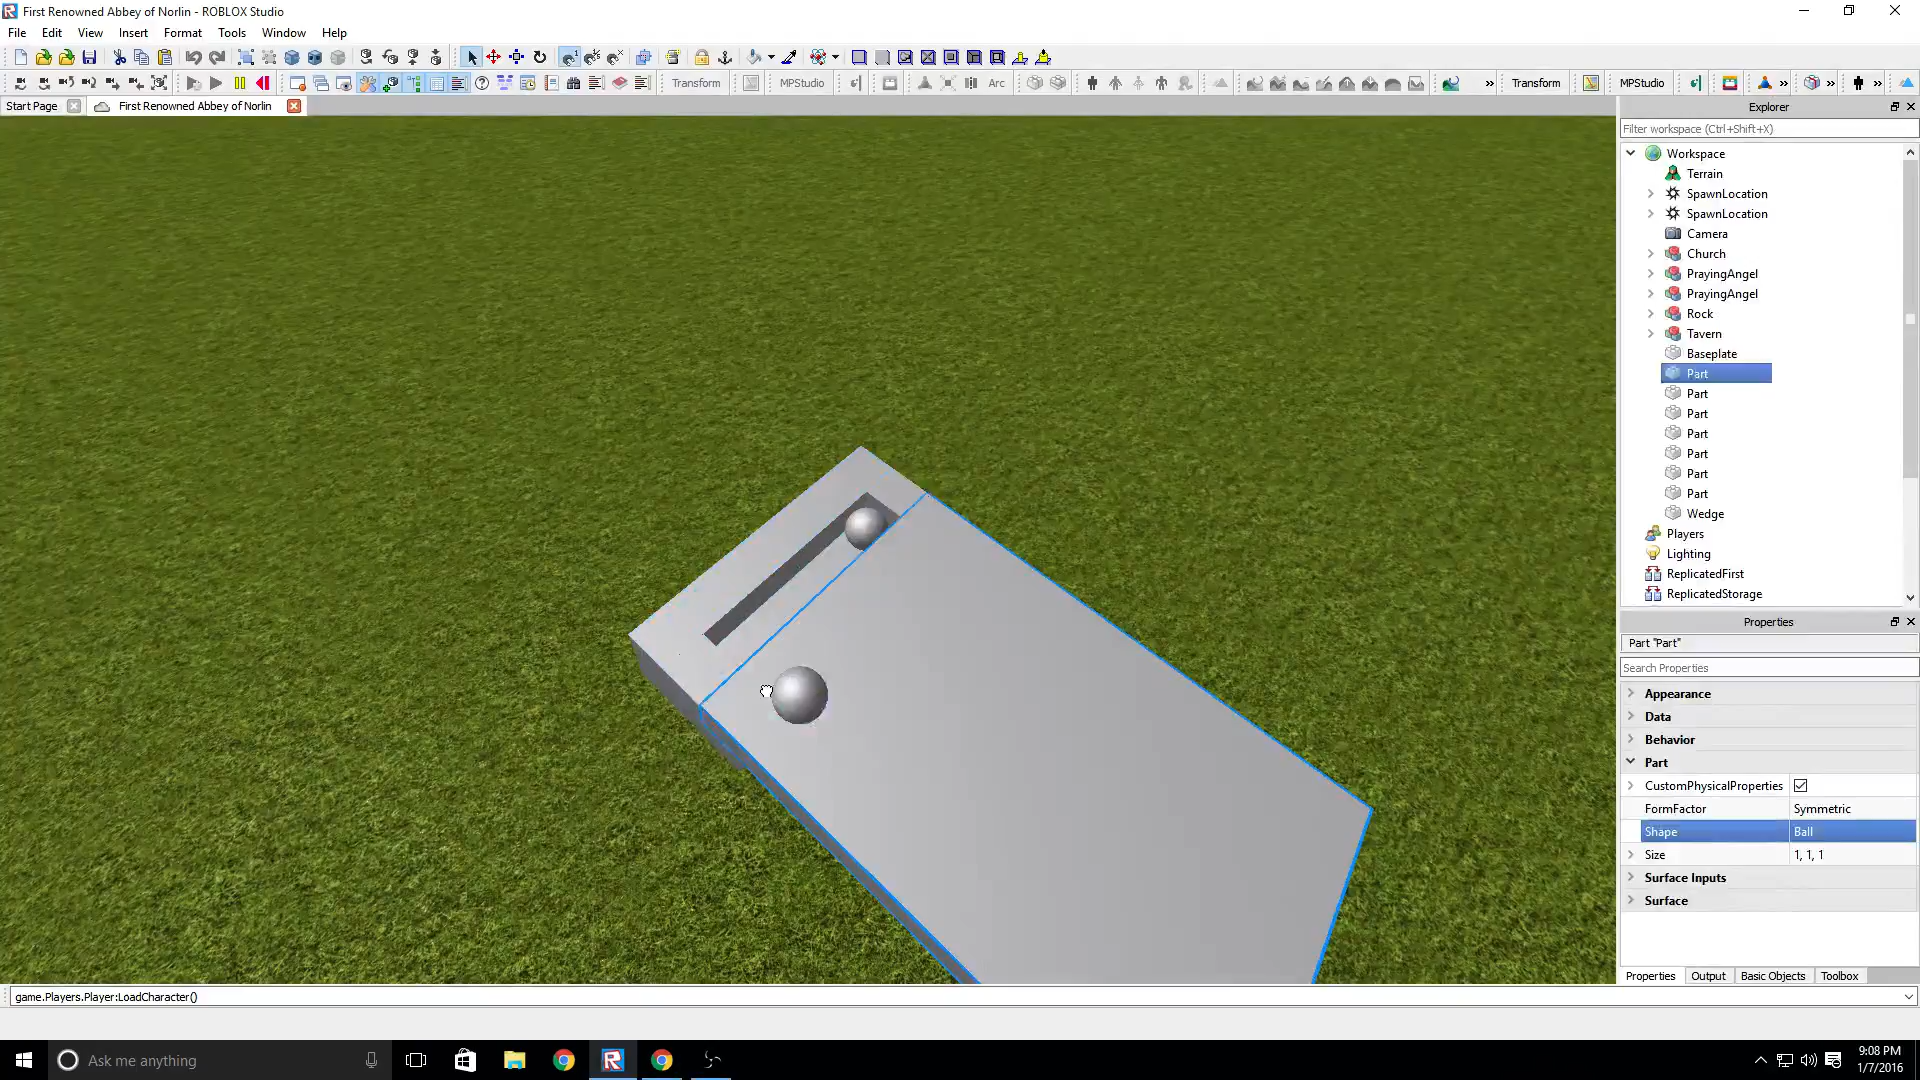 First Renowned Abbey of Norlin - ROBLOX Studio
File Edit View Insert Format Tools Window Help
Transform MPStudio Arc Transform MPStudio
Start Page First Renowned Abbey of Norlin
Explorer
Filter workspace (Ctrl+Shift+X)
Workspace
Terrain
SpawnLocation
SpawnLocation
Camera
Church
PrayingAngel
PrayingAngel
Rock
Tavern
Baseplate
Part
Part
Part
Part
Part
Part
Part
Wedge
Players
Lighting
ReplicatedFirst
ReplicatedStorage
Properties
Part "Part"
Search Properties
Appearance
Data
Behavior
Part
CustomPhysicalProperties
FormFactor Symmetric
Shape Ball
Size 1, 1, 1
Surface Inputs
Surface
Properties Output Basic Objects Toolbox
game.Players.Player:LoadCharacter()
Ask me anything
9:08 PM
1/7/2016